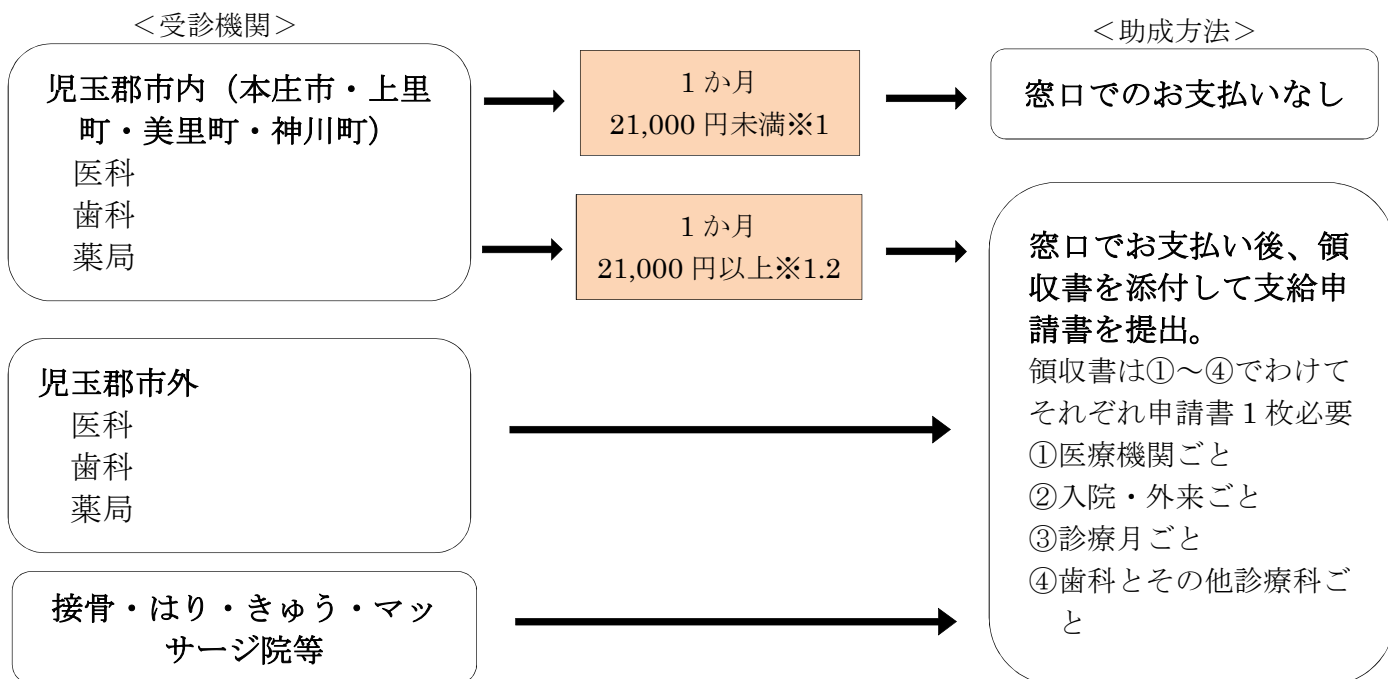 ＜受診機関＞
児玉郡市内（本庄市・上里
町・美里町・神川町）
医科
歯科
薬局
1 か月
21,000 円未満※1
1 か月
21,000 円以上※1.2
児玉郡市外
医科
歯科
薬局
接骨・はり・きゅう・マッ
サージ院等
＜助成方法＞
窓口でのお支払いなし
窓口でお支払い後、領
収書を添付して支給申
請書を提出。
領収書は①～④でわけて
それぞれ申請書 1 枚必要
①医療機関ごと
②入院・外来ごと
③診療月ごと
④歯科とその他診療科ご
と